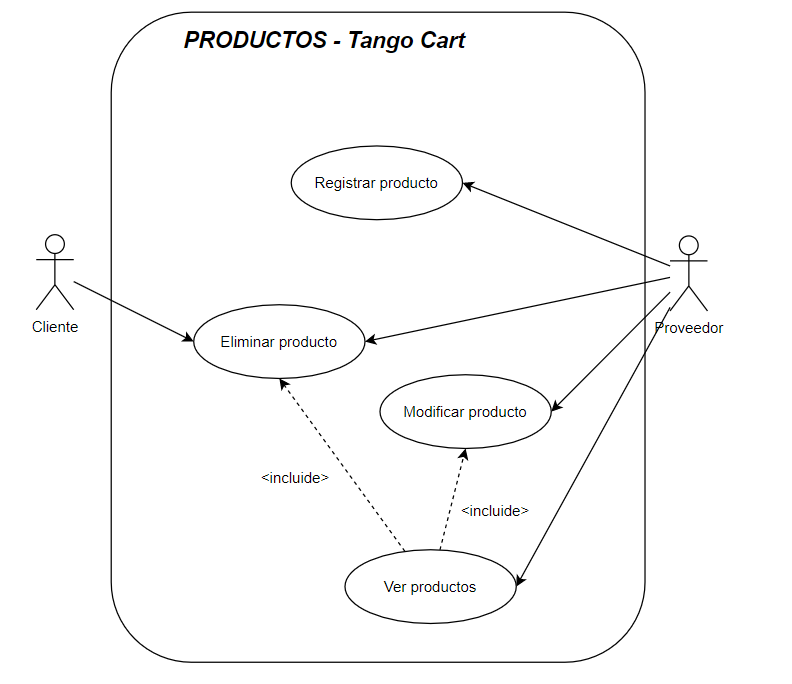 PRODUCTOS - Tango Cart
Registrar producto
Cliente
Proveedor
Eliminar producto
Modificar producto
<incluide>
<incluide>
Ver productos